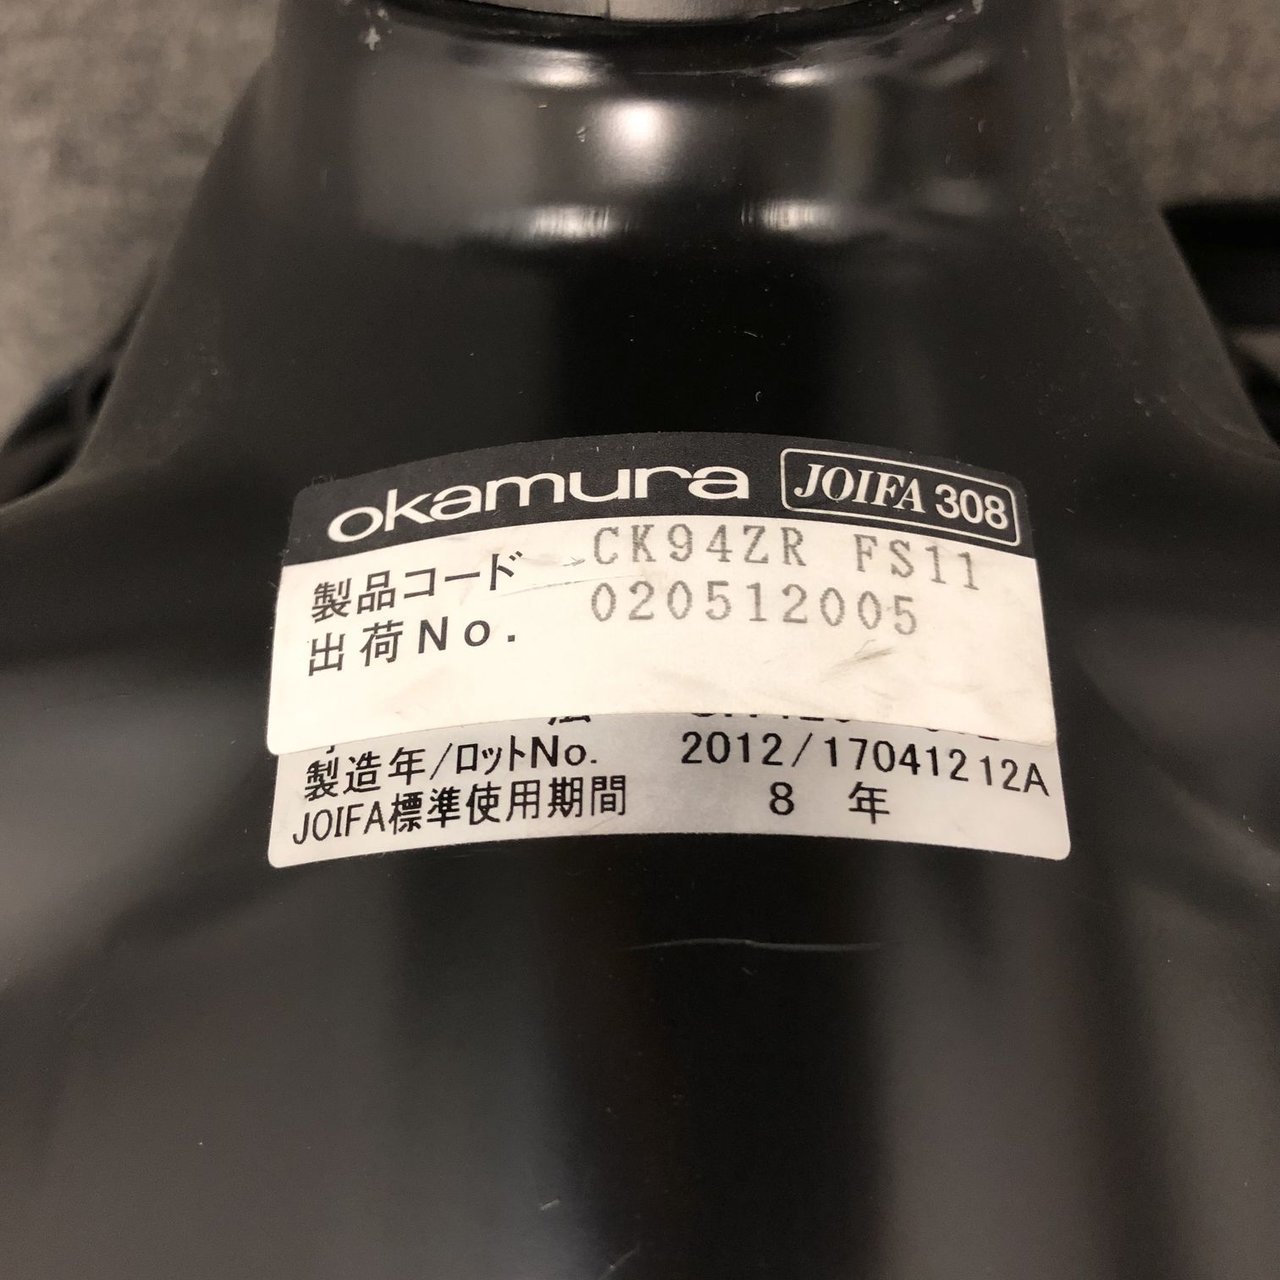 okamura JOIFA 308
製品コード CK94ZR FS11
出荷No. 020512005
製造年/ロットNo. 2012/17041212A
JOIFA標準使用期間 8 年